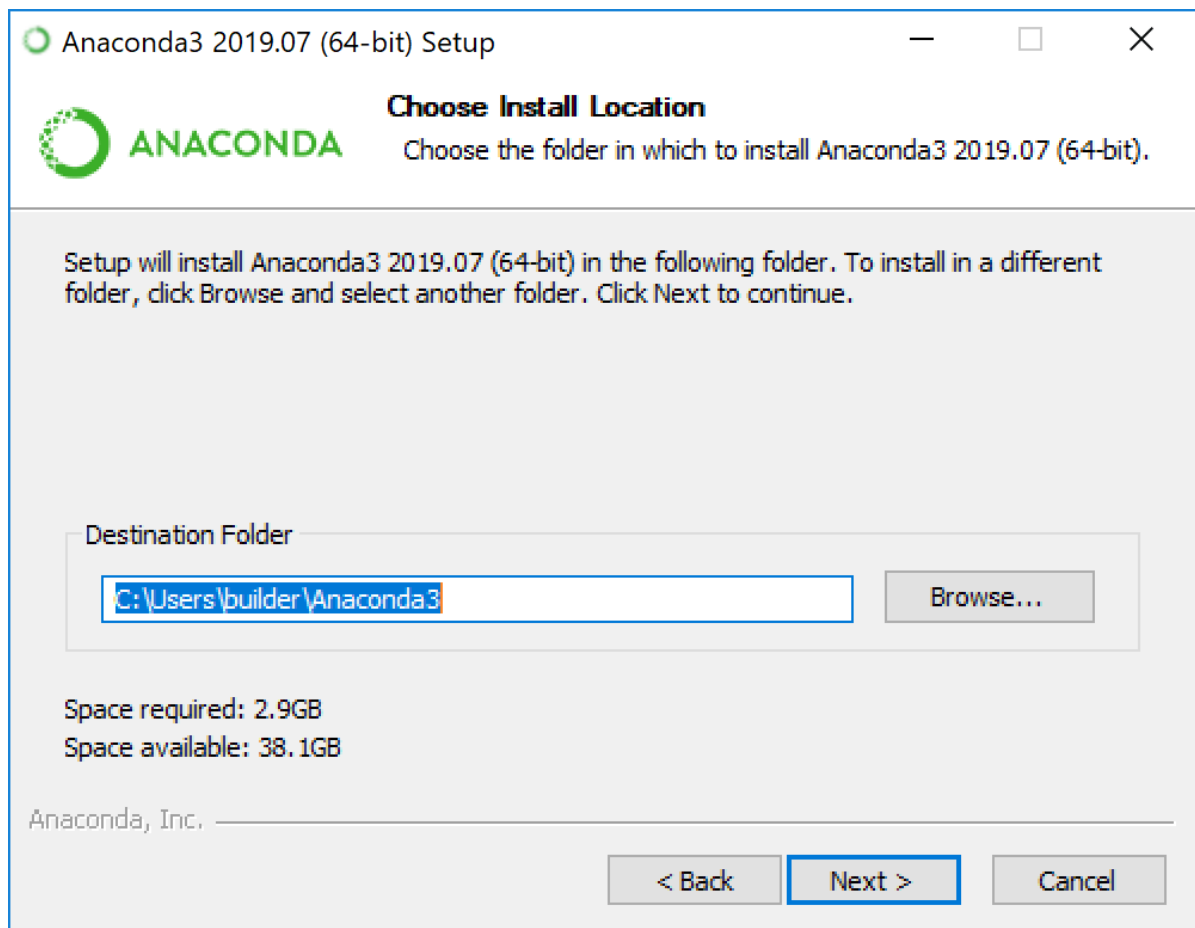 Anaconda3 2019.07 (64-bit) Setup
ANACONDA
Choose Install Location
Choose the folder in which to install Anaconda3 2019.07 (64-bit).
Setup will install Anaconda3 2019.07 (64-bit) in the following folder. To install in a different
folder, click Browse and select another folder. Click Next to continue.
Destination Folder
C:\Users\builder\Anaconda3
Browse...
Space required: 2.9GB
Space available: 38.1GB
Anaconda, Inc.
< Back
Next >
Cancel